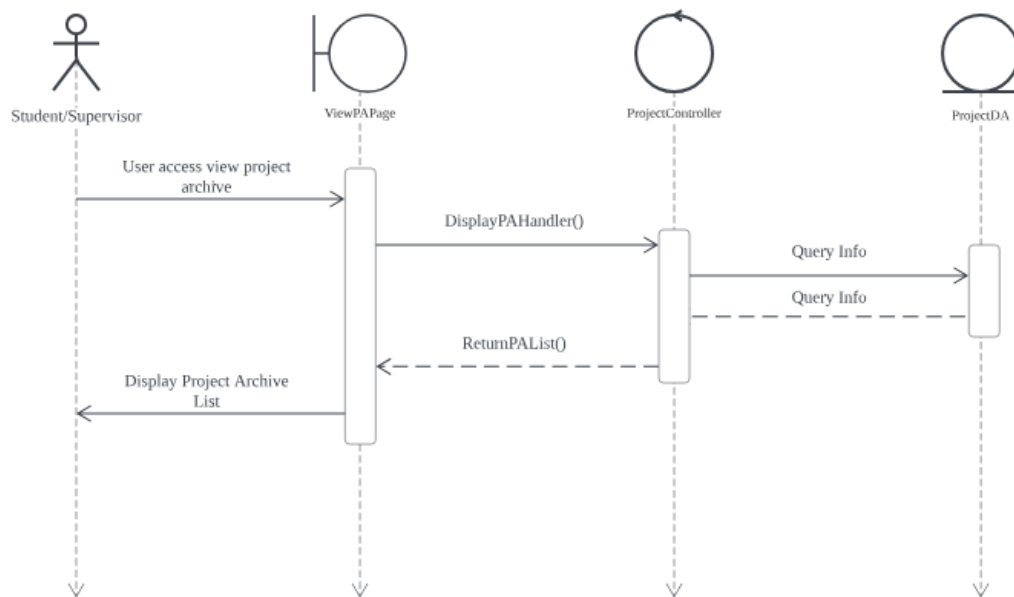 Student/Supervisor
ViewPAPage
ProjectController
ProjectDA
User access view project
archive
DisplayPAHandler()
Query Info
Query Info
ReturnPAList()
Display Project Archive
List